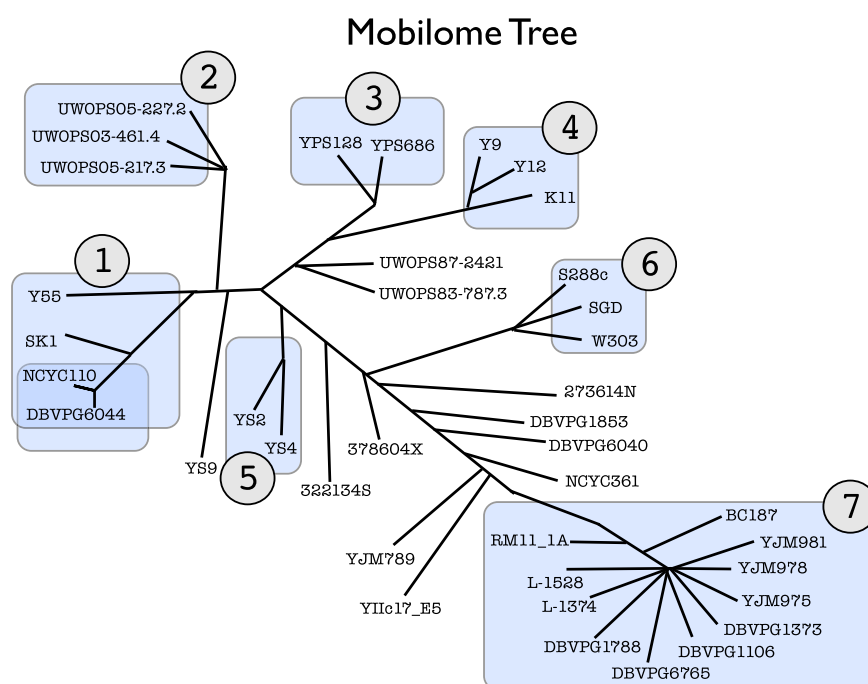 Mobilome Tree
2
UWOPS05-227.2
UWOPS03-461.4
UWOPS05-217.3
3
YPS128
YPS686
4
Y9
Y12
K11
1
Y55
SK1
NCYC110
DBVPG6044
UWOPS87-2421
UWOPS83-787.3
6
S288c
SGD
W303
YS2
YS4
5
YS9
322134S
378604X
273614N
DBVPG1853
DBVPG6040
NCYC361
YJM789
YIIc17_E5
7
BC187
RM11_1A
YJM981
YJM978
L-1528
L-1374
YJM975
DBVPG1373
DBVPG1788
DBVPG1106
DBVPG6765